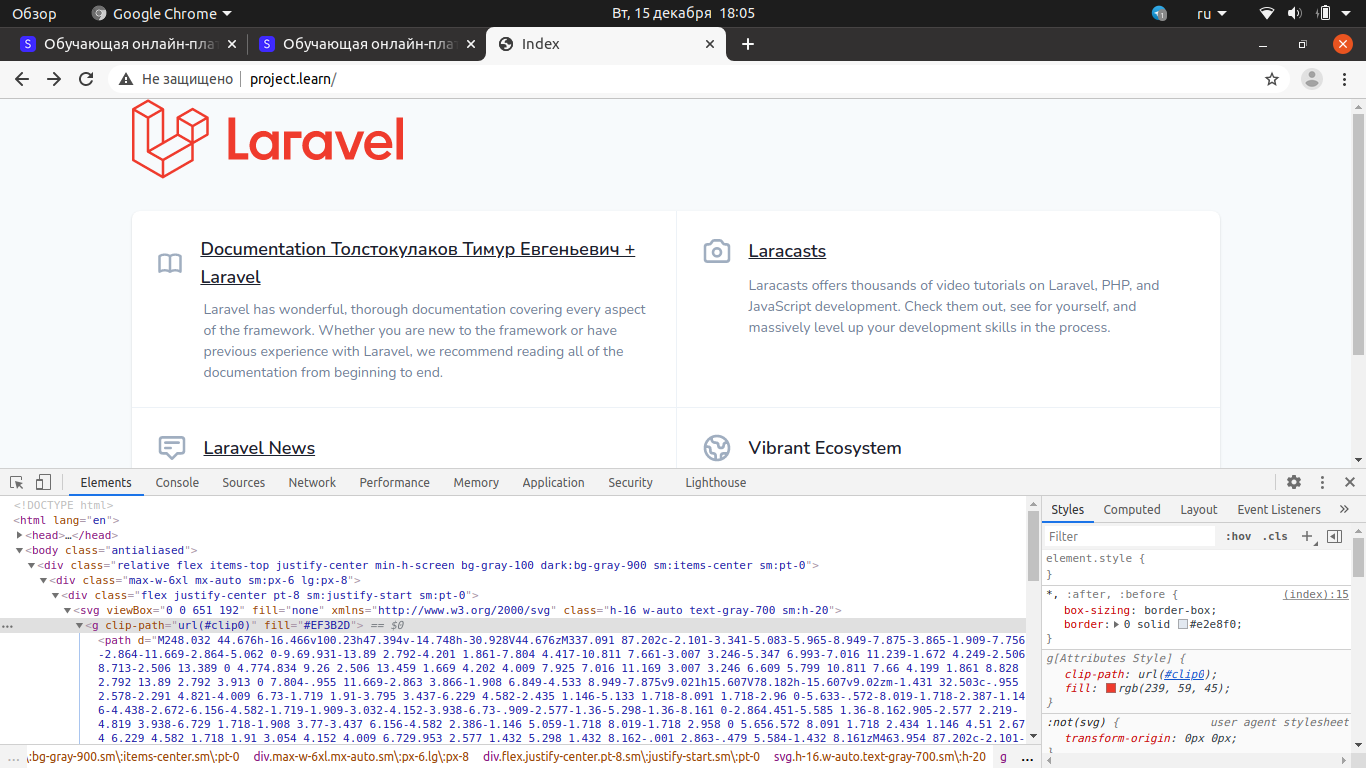 Обзор
Google Chrome
Вт, 15 декабря 18:05
ru
S Обучающая онлайн-плат
S Обучающая онлайн-плат
Index
Не защищено
project.learn/
Laravel
Documentation Толстокулаков Тимур Евгеньевич +
Laravel
Laravel has wonderful, thorough documentation covering every aspect
of the framework. Whether you are new to the framework or have
previous experience with Laravel, we recommend reading all of the
documentation from beginning to end.
Laracasts
Laracasts offers thousands of video tutorials on Laravel, PHP, and
JavaScript development. Check them out, see for yourself, and
massively level up your development skills in the process.
Laravel News
Vibrant Ecosystem
Elements Console Sources Network Performance Memory Application Security Lighthouse
<!DOCTYPE html>
<html lang="en">
<head>…</head>
<body class="antialiased">
<div class="relative flex items-top justify-center min-h-screen bg-gray-100 dark:bg-gray-900 sm:items-center sm:pt-0">
<div class="max-w-6xl mx-auto sm:px-6 lg:px-8">
<div class="flex justify-center pt-8 sm:justify-start sm:pt-0">
<svg viewBox="0 0 651 192" fill="none" xmlns="http://www.w3.org/2000/svg" class="h-16 w-auto text-gray-700 sm:h-20">
<g clip-path="url(#clip0)" fill="#EF3B2D"> == $0
<path d="M248.032 44.676h-16.466v100.23h47.394v-14.748h-30.928V44.676zM337.091 87.202c-2.101-3.341-5.083-5.965-8.949-7.875-3.865-1.909-7.756
-2.864-11.669-2.864-5.062 0-9.69.931-13.89 2.792-4.201 1.861-7.804 4.417-10.811 7.661-3.007 3.246-5.347 6.993-7.016 11.239-1.672 4.249-2.506
8.713-2.506 13.389 0 4.774.834 9.26 2.506 13.459 1.669 4.202 4.009 7.925 7.016 11.169 3.007 3.246 6.609 5.799 10.811 7.66 4.199 1.861 8.828
2.792 13.89 2.792 3.913 0 7.804-.955 11.669-2.863 3.866-1.908 6.849-4.533 8.949-7.875v9.021h15.607V78.182h-15.607v9.02zm-1.431 32.503c-.955
2.578-2.291 4.821-4.009 6.73-1.719 1.91-3.795 3.437-6.229 4.582-2.435 1.146-5.133 1.718-8.091 1.718-2.96 0-5.633-.572-8.019-1.718-2.387-1.14
6-4.438-2.672-6.156-4.582-1.719-1.909-3.032-4.152-3.938-6.73-.909-2.577-1.36-5.298-1.36-8.161 0-2.864.451-5.585 1.36-8.162.905-2.577 2.219-
4.819 3.938-6.729 1.718-1.908 3.77-3.437 6.156-4.582 2.386-1.146 5.059-1.718 8.019-1.718 2.958 0 5.656.572 8.091 1.718 2.434 1.146 4.51 2.67
4 6.229 4.582 1.718 1.91 3.054 4.152 4.009 6.729.953 2.577 1.432 5.298 1.432 8.162-.001 2.863-.479 5.584-1.432 8.161zM463.954 87.202c-2.101-
Styles Computed Layout Event Listeners »
Filter :hov .cls +
element.style {
}
*, :after, :before { (index):15
box-sizing: border-box;
border: 0 solid #e2e8f0;
}
g[Attributes Style] {
clip-path: url(#clip0);
fill: rgb(239, 59, 45);
}
:not(svg) { user agent stylesheet
transform-origin: 0px 0px;
… \:bg-gray-900.sm\:items-center.sm\:pt-0 div.max-w-6xl.mx-auto.sm\:px-6.lg\:px-8 div.flex.justify-center.pt-8.sm\:justify-start.sm\:pt-0 svg.h-16.w-auto.text-gray-700.sm\:h-20 g …